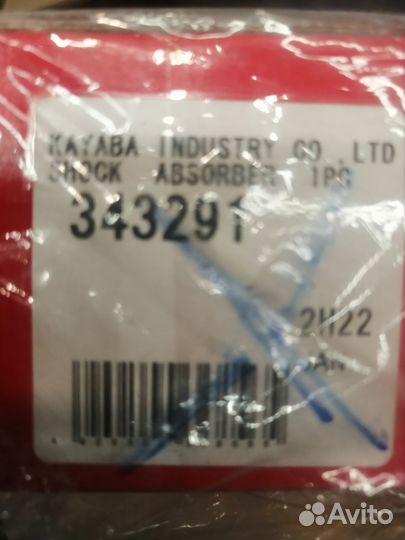 KAYABA INDUSTRY CO.,LTD
SHOCK ABSORBER 1PC
343291
2H22
Avito